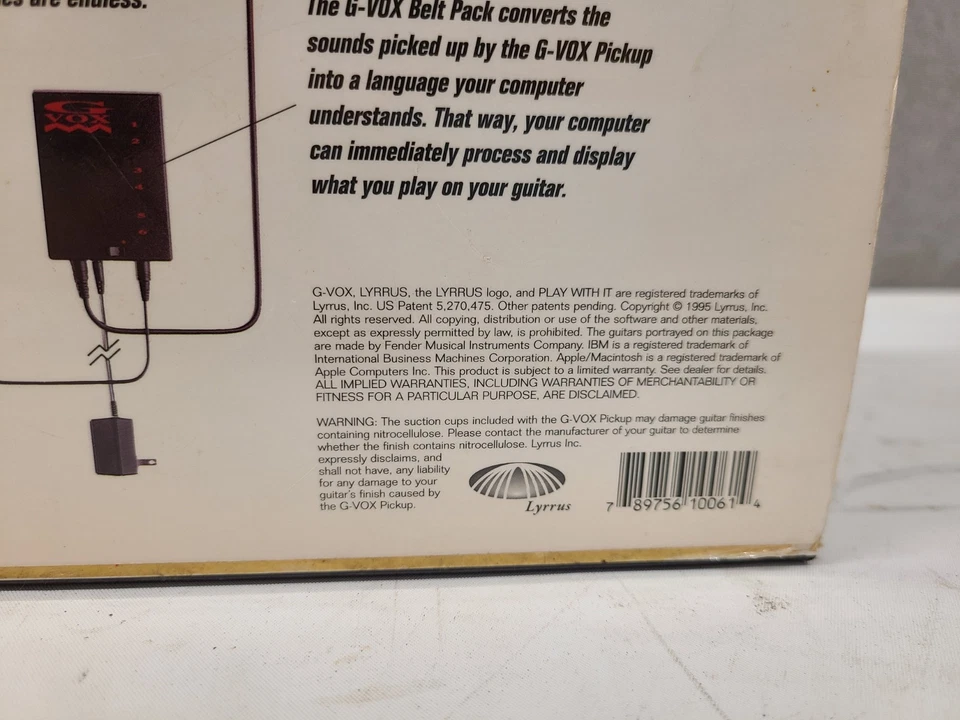 are endless.
The G-VOX Belt Pack converts the
sounds picked up by the G-VOX Pickup
into a language your computer
understands. That way, your computer
can immediately process and display
what you play on your guitar.
G
VOX
1
2
3
4
5
6
G-VOX, LYRRUS, the LYRRUS logo, and PLAY WITH IT are registered trademarks of
Lyrrus, Inc. US Patent 5,270,475. Other patents pending. Copyright © 1995 Lyrrus, Inc.
All rights reserved. All copying, distribution or use of the software and other materials,
except as expressly permitted by law, is prohibited. The guitars portrayed on this package
are made by Fender Musical Instruments Company. IBM is a registered trademark of
International Business Machines Corporation. Apple/Macintosh is a registered trademark of
Apple Computers Inc. This product is subject to a limited warranty. See dealer for details.
ALL IMPLIED WARRANTIES, INCLUDING WARRANTIES OF MERCHANTABILITY OR
FITNESS FOR A PARTICULAR PURPOSE, ARE DISCLAIMED.
WARNING: The suction cups included with the G-VOX Pickup may damage guitar finishes
containing nitrocellulose. Please contact the manufacturer of your guitar to determine
whether the finish contains nitrocellulose. Lyrrus Inc.
expressly disclaims, and
shall not have, any liability
for any damage to your
guitar's finish caused by
the G-VOX Pickup.
Lyrrus
7 89756 10061 4